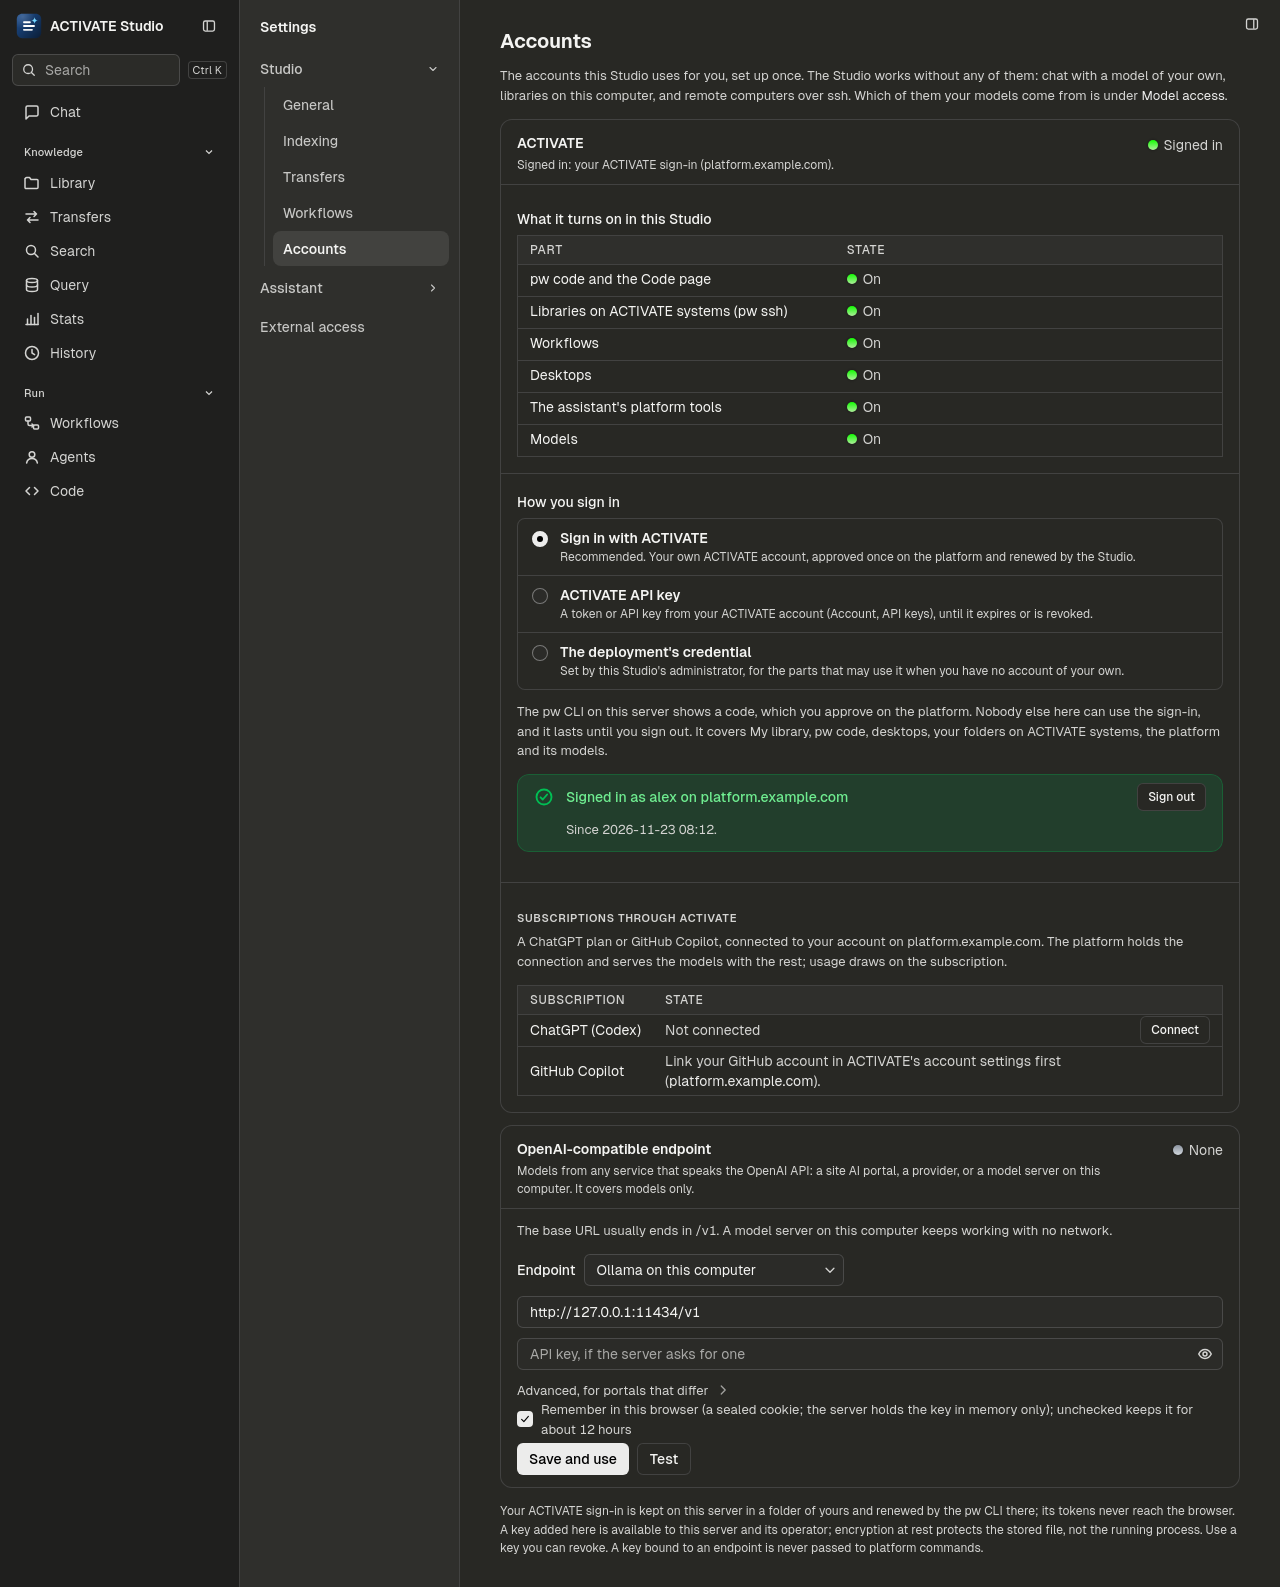 ACTIVATE Studio
Search
Ctrl K
Chat
Knowledge
Library
Transfers
Search
Query
Stats
History
Run
Workflows
Agents
Code
Settings
Studio
General
Indexing
Transfers
Workflows
Accounts
Assistant
External access
Accounts
The accounts this Studio uses for you, set up once. The Studio works without any of them: chat with a model of your own,
libraries on this computer, and remote computers over ssh. Which of them your models come from is under Model access.
ACTIVATE
Signed in: your ACTIVATE sign-in (platform.example.com).
Signed in
What it turns on in this Studio
PART STATE
pw code and the Code page On
Libraries on ACTIVATE systems (pw ssh) On
Workflows On
Desktops On
The assistant's platform tools On
Models On
How you sign in
Sign in with ACTIVATE
Recommended. Your own ACTIVATE account, approved once on the platform and renewed by the Studio.
ACTIVATE API key
A token or API key from your ACTIVATE account (Account, API keys), until it expires or is revoked.
The deployment's credential
Set by this Studio's administrator, for the parts that may use it when you have no account of your own.
The pw CLI on this server shows a code, which you approve on the platform. Nobody else here can use the sign-in,
and it lasts until you sign out. It covers My library, pw code, desktops, your folders on ACTIVATE systems, the platform
and its models.
Signed in as alex on platform.example.com
Sign out
Since 2026-11-23 08:12.
SUBSCRIPTIONS THROUGH ACTIVATE
A ChatGPT plan or GitHub Copilot, connected to your account on platform.example.com. The platform holds the
connection and serves the models with the rest; usage draws on the subscription.
SUBSCRIPTION STATE
ChatGPT (Codex) Not connected Connect
GitHub Copilot Link your GitHub account in ACTIVATE's account settings first
(platform.example.com).
OpenAI-compatible endpoint
None
Models from any service that speaks the OpenAI API: a site AI portal, a provider, or a model server on this
computer. It covers models only.
The base URL usually ends in /v1. A model server on this computer keeps working with no network.
Endpoint Ollama on this computer
http://127.0.0.1:11434/v1
API key, if the server asks for one
Advanced, for portals that differ
Remember in this browser (a sealed cookie; the server holds the key in memory only); unchecked keeps it for
about 12 hours
Save and use Test
Your ACTIVATE sign-in is kept on this server in a folder of yours and renewed by the pw CLI there; its tokens never reach the browser.
A key added here is available to this server and its operator; encryption at rest protects the stored file, not the running process. Use a
key you can revoke. A key bound to an endpoint is never passed to platform commands.